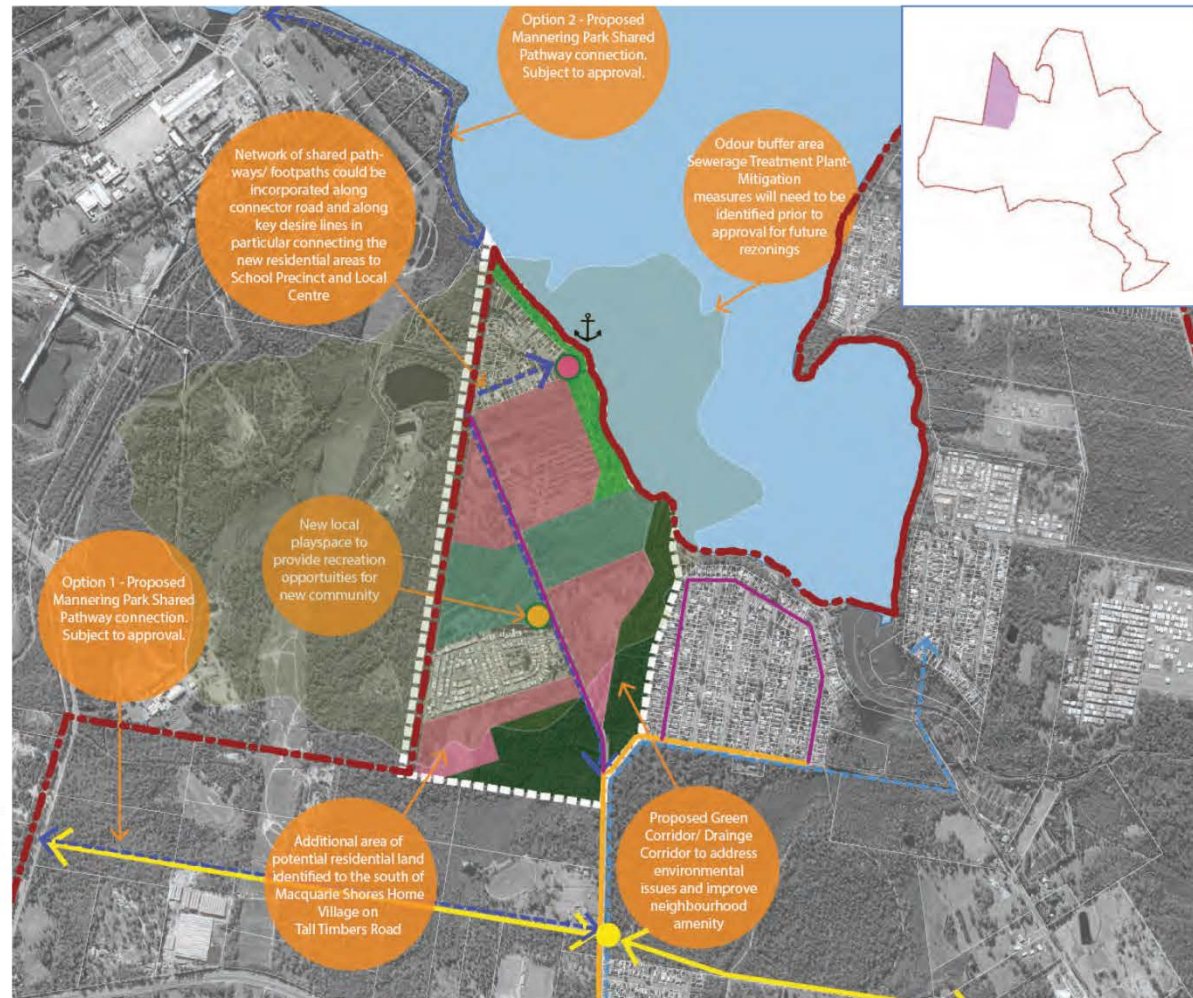 Option 2 - Proposed
Mannering Park Shared
Pathway connection.
Subject to approval.
Network of shared path-
ways/ footpaths could be
incorporated along
connector road and along
key desire lines in
particular connecting the
new residential areas to
School Precinct and Local
Centre
Odour buffer area
Sewerage Treatment Plant-
Mitigation
measures will need to be
identified prior to
approval for future
rezonings
New local
playspace to
provide recreation
opportunities for
new community
Option 1 - Proposed
Mannering Park Shared
Pathway connection.
Subject to approval.
Additional area of
potential residential land
identified to the south of
Macquarie Shores Home
Village on
Tall Timbers Road
Proposed Green
Corridor/ Drainge
Corridor to address
environmental
issues and improve
neighbourhood
amenity